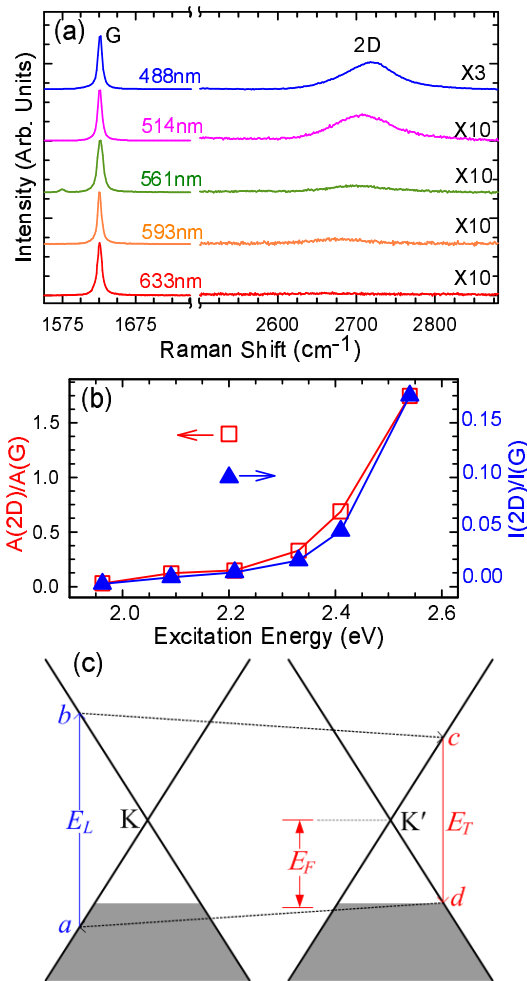 (a)
G
2D
488nm
X3
514nm
X10
561nm
X10
593nm
X10
633nm
X10
Intensity (Arb. Units)
1575 1675 2600 2700 2800
Raman Shift (cm⁻¹)
(b)
1.5
1.0
0.5
0.0
0.15
0.10
0.05
0.00
A(2D)/A(G)
I(2D)/I(G)
2.0 2.2 2.4 2.6
Excitation Energy (eV)
(c)
b
c
E_L
K
K′
E_T
E_F
a
d